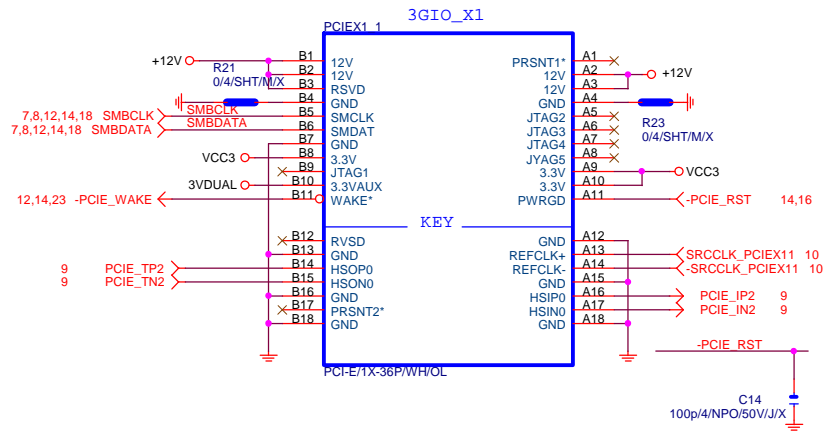 3GIO_X1
PCIEX1_1
+12V
R21
0/4/SHT/M/X
B1 12V
B2 12V
B3 RSVD
B4 GND
7,8,12,14,18 SMBCLK SMBCLK B5 SMCLK
7,8,12,14,18 SMBDATA SMBDATA B6 SMDAT
B7 GND
VCC3 B8 3.3V
B9 JTAG1
3VDUAL B10 3.3VAUX
12,14,23 -PCIE_WAKE B11 WAKE*
KEY
B12 RVSD
B13 GND
9 PCIE_TP2 B14 HSOP0
9 PCIE_TN2 B15 HSON0
B16 GND
B17 PRSNT2*
B18 GND
PRSNT1* A1
12V A2 +12V
12V A3
GND A4
R23
0/4/SHT/M/X
JTAG2 A5
JTAG3 A6
JTAG4 A7
JYAG5 A8
3.3V A9 VCC3
3.3V A10
PWRGD A11 -PCIE_RST 14,16
GND A12
REFCLK+ A13 SRCCLK_PCIEX11 10
REFCLK- A14 -SRCCLK_PCIEX11 10
GND A15
HSIP0 A16 PCIE_IP2 9
HSIN0 A17 PCIE_IN2 9
GND A18
PCI-E/1X-36P/WH/OL
-PCIE_RST
C14
100p/4/NPO/50V/J/X